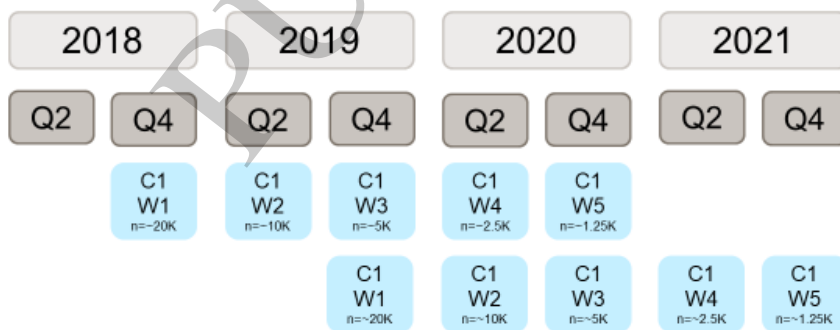 2018 2019 2020 2021
Q2 Q4 Q2 Q4 Q2 Q4 Q2 Q4
C1 C1 C1 C1 C1
W1 W2 W3 W4 W5
n=~20K n=~10K n=~5K n=~2.5K n=~1.25K
C1 C1 C1 C1 C1
W1 W2 W3 W4 W5
n=~20K n=~10K n=~5K n=~2.5K n=~1.25K